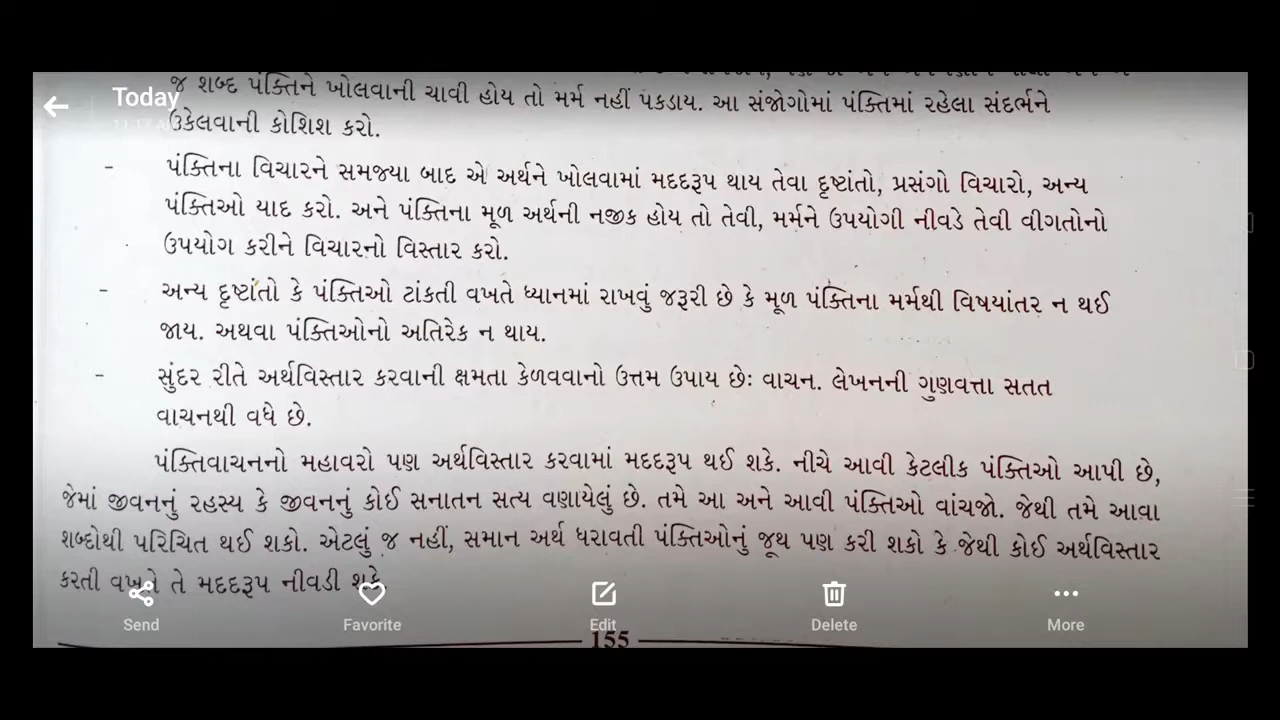 Today
જ શબ્દ પંક્તિને ખોલવાની ચાવી હોય તો મર્મ નહીં પકડાય. આ સંજોગોમાં પંક્તિમાં રહેલા સંદર્ભને
ઉકેલવાની કોશિશ કરો.
- પંક્તિના વિચારને સમજ્યા બાદ એ અર્થને ખોલવામાં મદદરૂપ થાય તેવા દૃષ્ટાંતો, પ્રસંગો વિચારો, અન્ય
પંક્તિઓ યાદ કરો. અને પંક્તિના મૂળ અર્થની નજીક હોય તો તેવી, મર્મને ઉપયોગી નીવડે તેવી વીગતોનો
ઉપયોગ કરીને વિચારનો વિસ્તાર કરો.
- અન્ય દૃષ્ટાંતો કે પંક્તિઓ ટાંકતી વખતે ધ્યાનમાં રાખવું જરૂરી છે કે મૂળ પંક્તિના મર્મથી વિષયાંતર ન થઈ
જાય. અથવા પંક્તિઓનો અતિરેક ન થાય.
- સુંદર રીતે અર્થવિસ્તાર કરવાની ક્ષમતા કેળવવાનો ઉત્તમ ઉપાય છેઃ વાચન. લેખનની ગુણવત્તા સતત
વાચનથી વધે છે.
પંક્તિવાચનનો મહાવરો પણ અર્થવિસ્તાર કરવામાં મદદરૂપ થઈ શકે. નીચે આવી કેટલીક પંક્તિઓ આપી છે,
જેમાં જીવનનું રહસ્ય કે જીવનનું કોઈ સનાતન સત્ય વણાયેલું છે. તમે આ અને આવી પંક્તિઓ વાંચજો. જેથી તમે આવા
શબ્દોથી પરિચિત થઈ શકો. એટલું જ નહીં, સમાન અર્થ ધરાવતી પંક્તિઓનું જૂથ પણ કરી શકો કે જેથી કોઈ અર્થવિસ્તાર
કરતી વખતે તે મદદરૂપ નીવડી શકે.
Send Favorite Edit Delete More
155